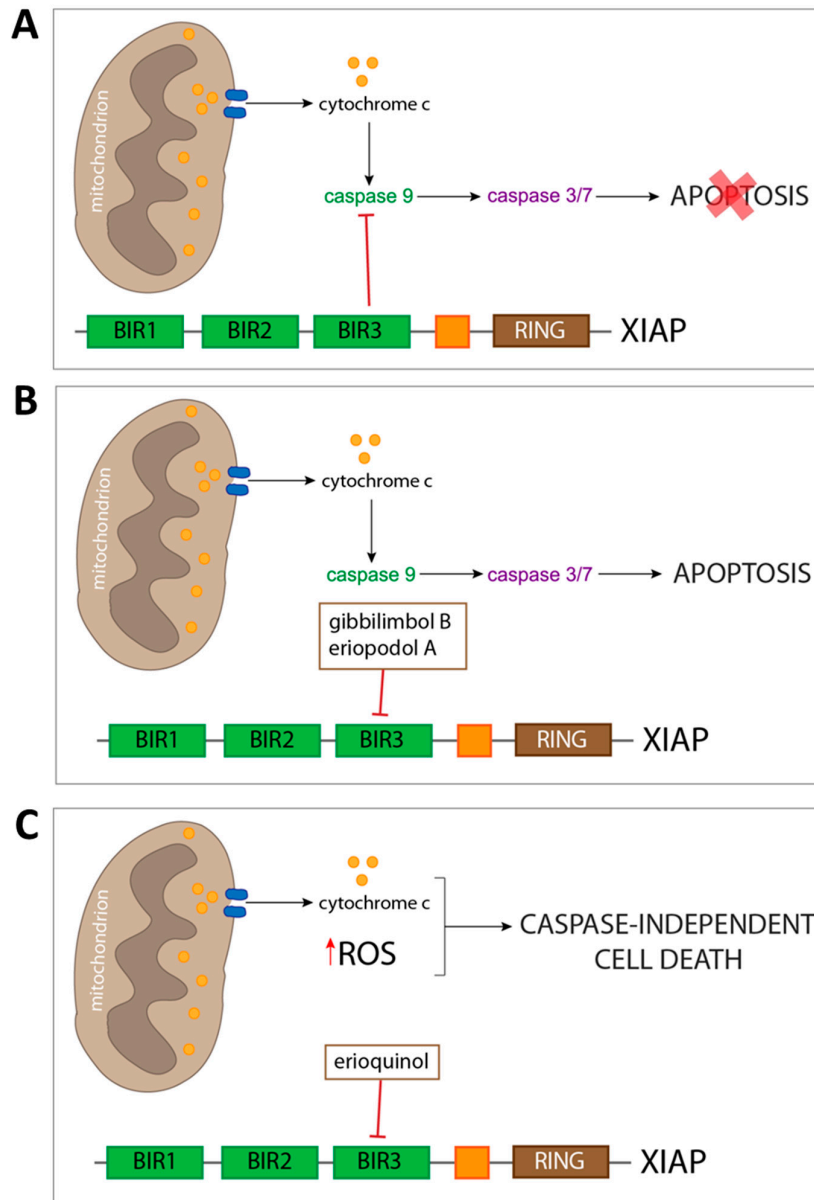 A
mitochondrion
cytochrome c
caspase 9
caspase 3/7
APOPTOSIS
BIR1
BIR2
BIR3
RING
XIAP
B
mitochondrion
cytochrome c
caspase 9
caspase 3/7
APOPTOSIS
gibbilimbol B
eriopodol A
BIR1
BIR2
BIR3
RING
XIAP
C
mitochondrion
cytochrome c
ROS
CASPASE-INDEPENDENT
CELL DEATH
erioquinol
BIR1
BIR2
BIR3
RING
XIAP